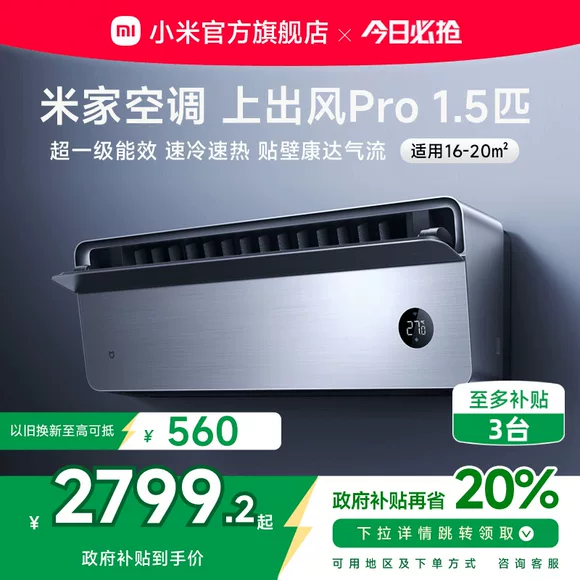 小米官方旗舰店 × 今日必抢
米家空调 上出风Pro 1.5匹
超一级能效 速冷速热 贴壁康达气流 适用16-20m²
27.0
至多补贴
3台
以旧换新至高可抵 ¥ 560
¥ 2799.2起
政府补贴到手价
政府补贴再省 20%
下拉详情跳转领取
可用地区及下单方式 咨询客服